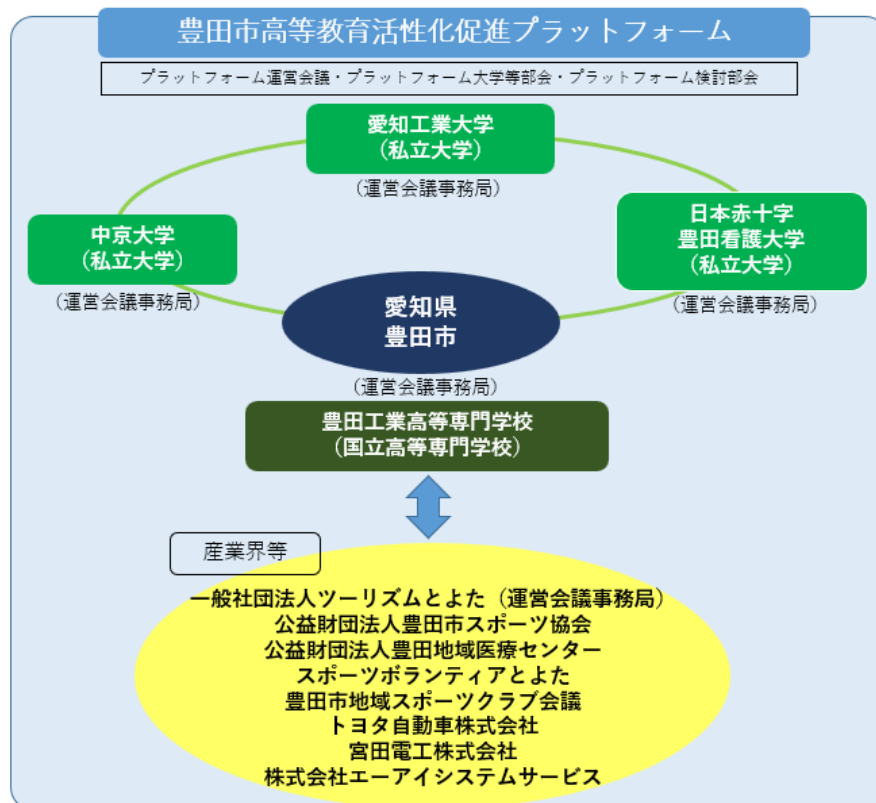 豊田市高等教育活性化促進プラットフォーム
プラットフォーム運営会議・プラットフォーム大学等部会・プラットフォーム検討部会
愛知工業大学
(私立大学)
(運営会議事務局)
中京大学
(私立大学)
(運営会議事務局)
日本赤十字
豊田看護大学
(私立大学)
(運営会議事務局)
愛知県
豊田市
(運営会議事務局)
豊田工業高等専門学校
(国立高等専門学校)
産業界等
一般社団法人ツーリズムとよた（運営会議事務局）
公益財団法人豊田市スポーツ協会
公益財団法人豊田地域医療センター
スポーツボランティアとよた
豊田市地域スポーツクラブ会議
トヨタ自動車株式会社
宮田電工株式会社
株式会社エーアイシステムサービス